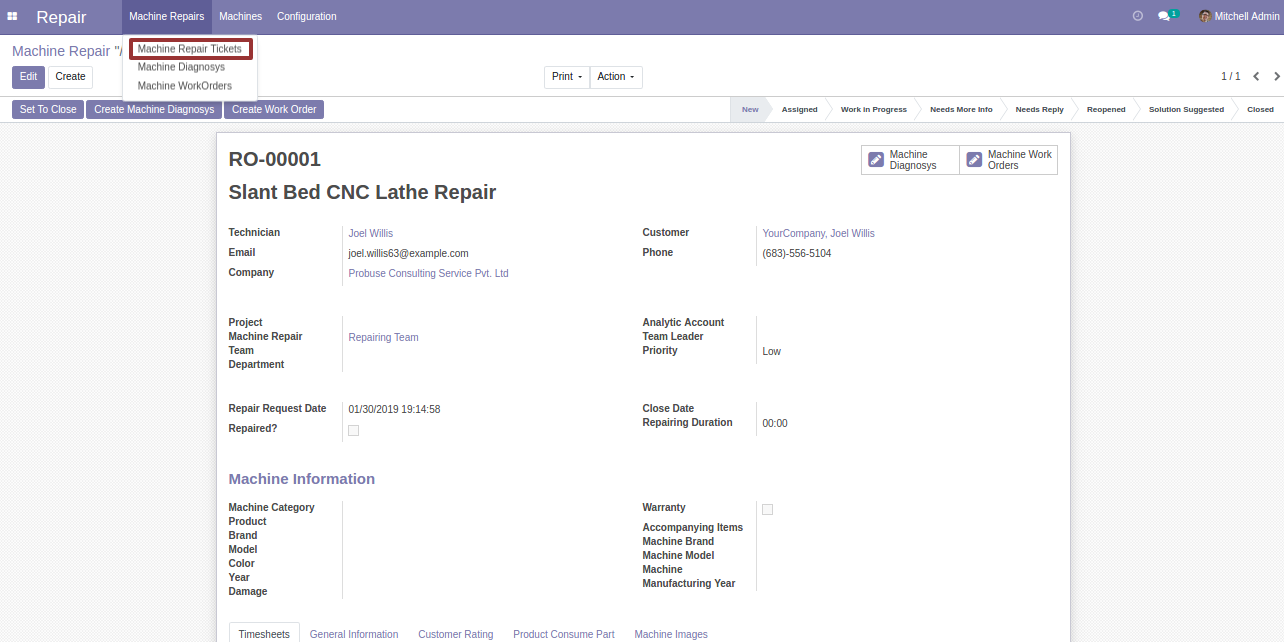 Repair Machine Repairs Machines Configuration 1 Mitchell Admin
Machine Repair "/
Machine Repair Tickets
Machine Diagnosys
Machine WorkOrders
Edit Create Print Action 1 / 1
Set To Close Create Machine Diagnosys Create Work Order New Assigned Work in Progress Needs More Info Needs Reply Reopened Solution Suggested Closed
RO-00001
Machine Diagnosys
Machine Work Orders
Slant Bed CNC Lathe Repair
Technician Joel Willis Customer YourCompany, Joel Willis
Email joel.willis63@example.com Phone (683)-556-5104
Company Probuse Consulting Service Pvt. Ltd
Project Analytic Account
Machine Repair Repairing Team Team Leader
Team Priority Low
Department
Repair Request Date 01/30/2019 19:14:58 Close Date
Repaired? Repairing Duration 00:00
Machine Information
Machine Category Warranty
Product
Brand Accompanying Items
Model Machine Brand
Color Machine Model
Year Machine
Damage Manufacturing Year
Timesheets General Information Customer Rating Product Consume Part Machine Images